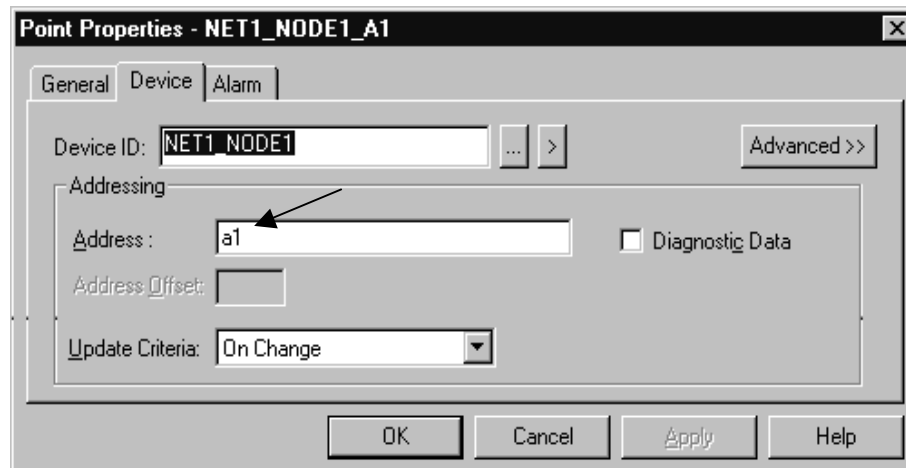 Point Properties - NET1_NODE1_A1
General Device Alarm
Device ID: NET1_NODE1 ... > Advanced >>
Addressing
Address : a1 Diagnostic Data
Address Offset:
Update Criteria: On Change
OK Cancel Apply Help